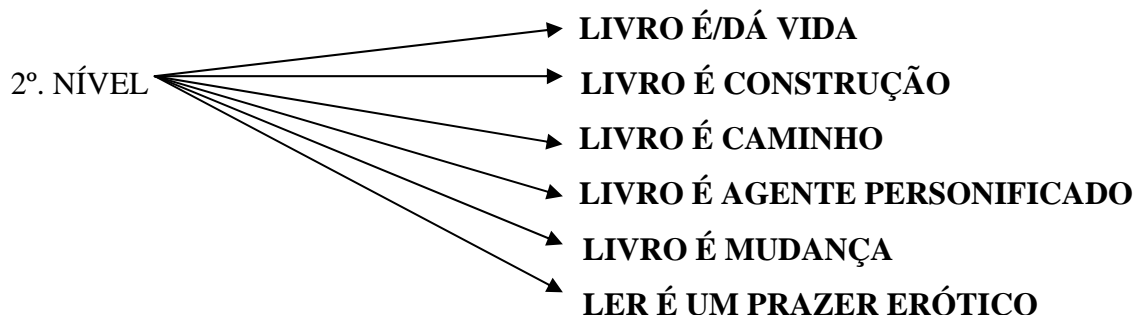 LIVRO É/DÁ VIDA
2º. NÍVEL
LIVRO É CONSTRUÇÃO
LIVRO É CAMINHO
LIVRO É AGENTE PERSONIFICADO
LIVRO É MUDANÇA
LER É UM PRAZER ERÓTICO